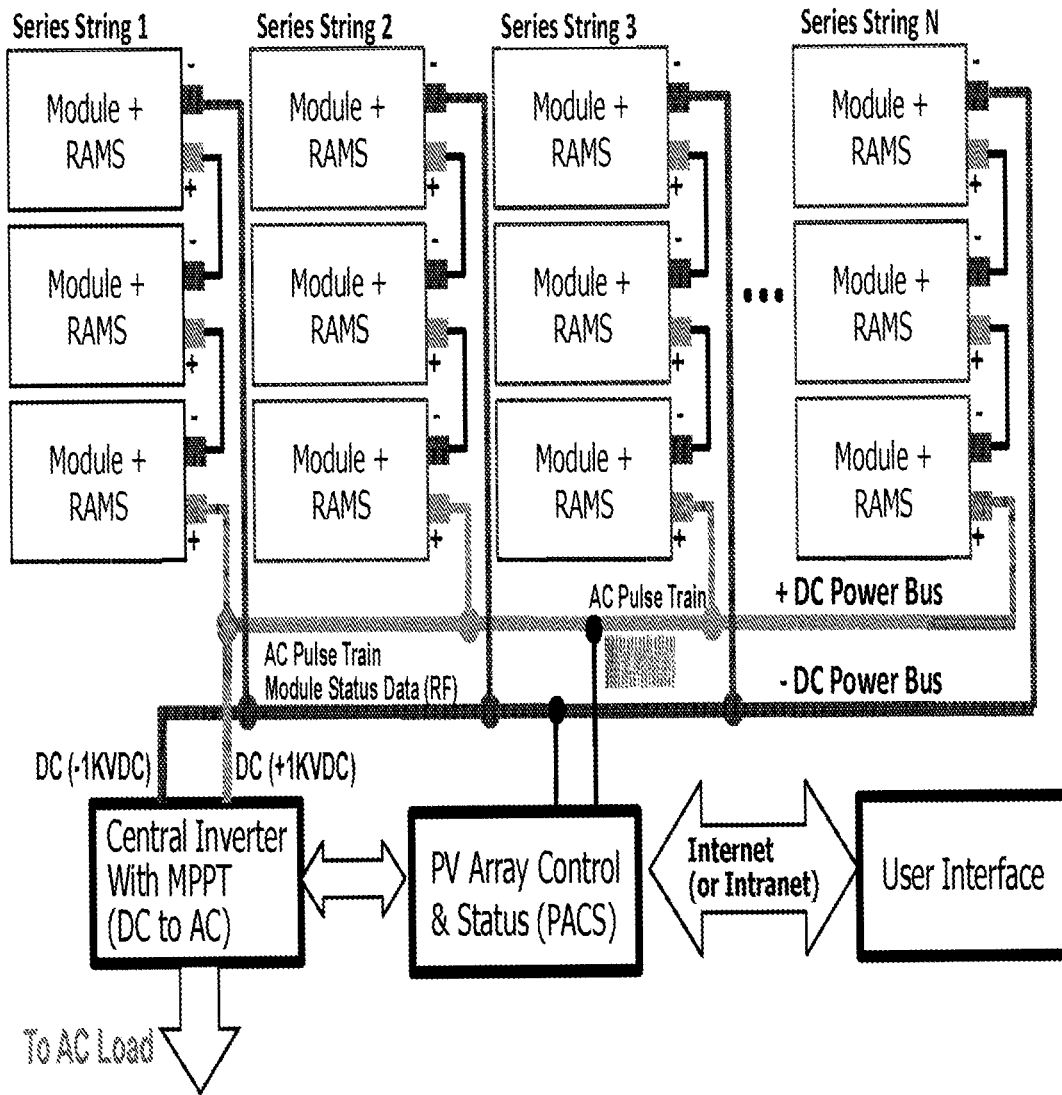 Series String 1
Series String 2
Series String 3
Series String N
-
-
-
-
Module +
RAMS
Module +
RAMS
Module +
RAMS
Module +
RAMS
+
+
+
+
-
-
-
-
Module +
RAMS
Module +
RAMS
Module +
RAMS
Module +
RAMS
+
+
+
+
-
-
-
-
Module +
RAMS
Module +
RAMS
Module +
RAMS
Module +
RAMS
+
+
+
+
AC Pulse Train
+ DC Power Bus
AC Pulse Train
Module Status Data (RF)
- DC Power Bus
DC (-1KVDC)
DC (+1KVDC)
Central Inverter
With MPPT
(DC to AC)
PV Array Control
& Status (PACS)
Internet
(or Intranet)
User Interface
To AC Load